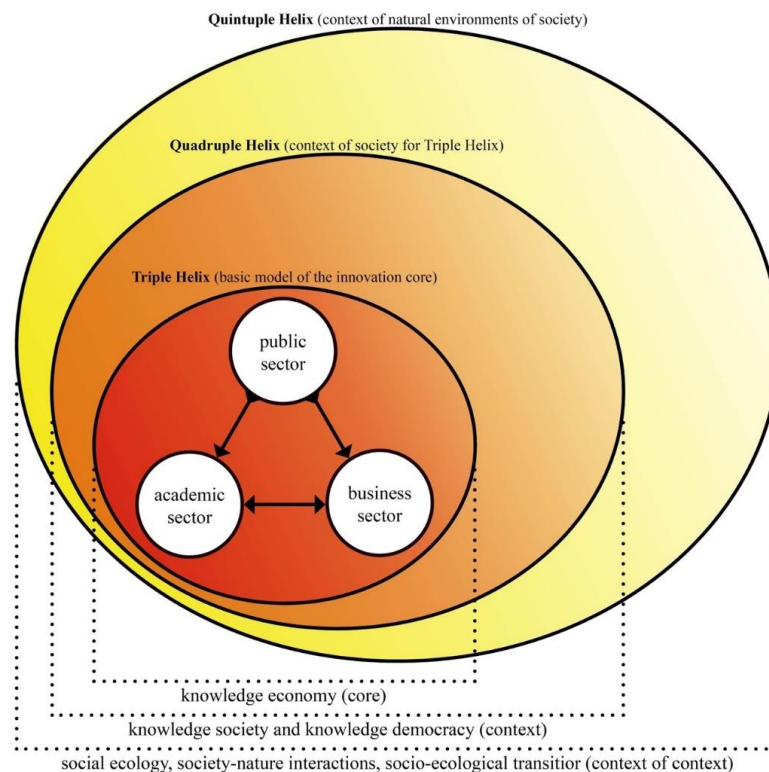 Quintuple Helix (context of natural environments of society)
Quadruple Helix (context of society for Triple Helix)
Triple Helix (basic model of the innovation core)
public
sector
academic
sector
business
sector
knowledge economy (core)
knowledge society and knowledge democracy (context)
social ecology, society-nature interactions, socio-ecological transitior (context of context)